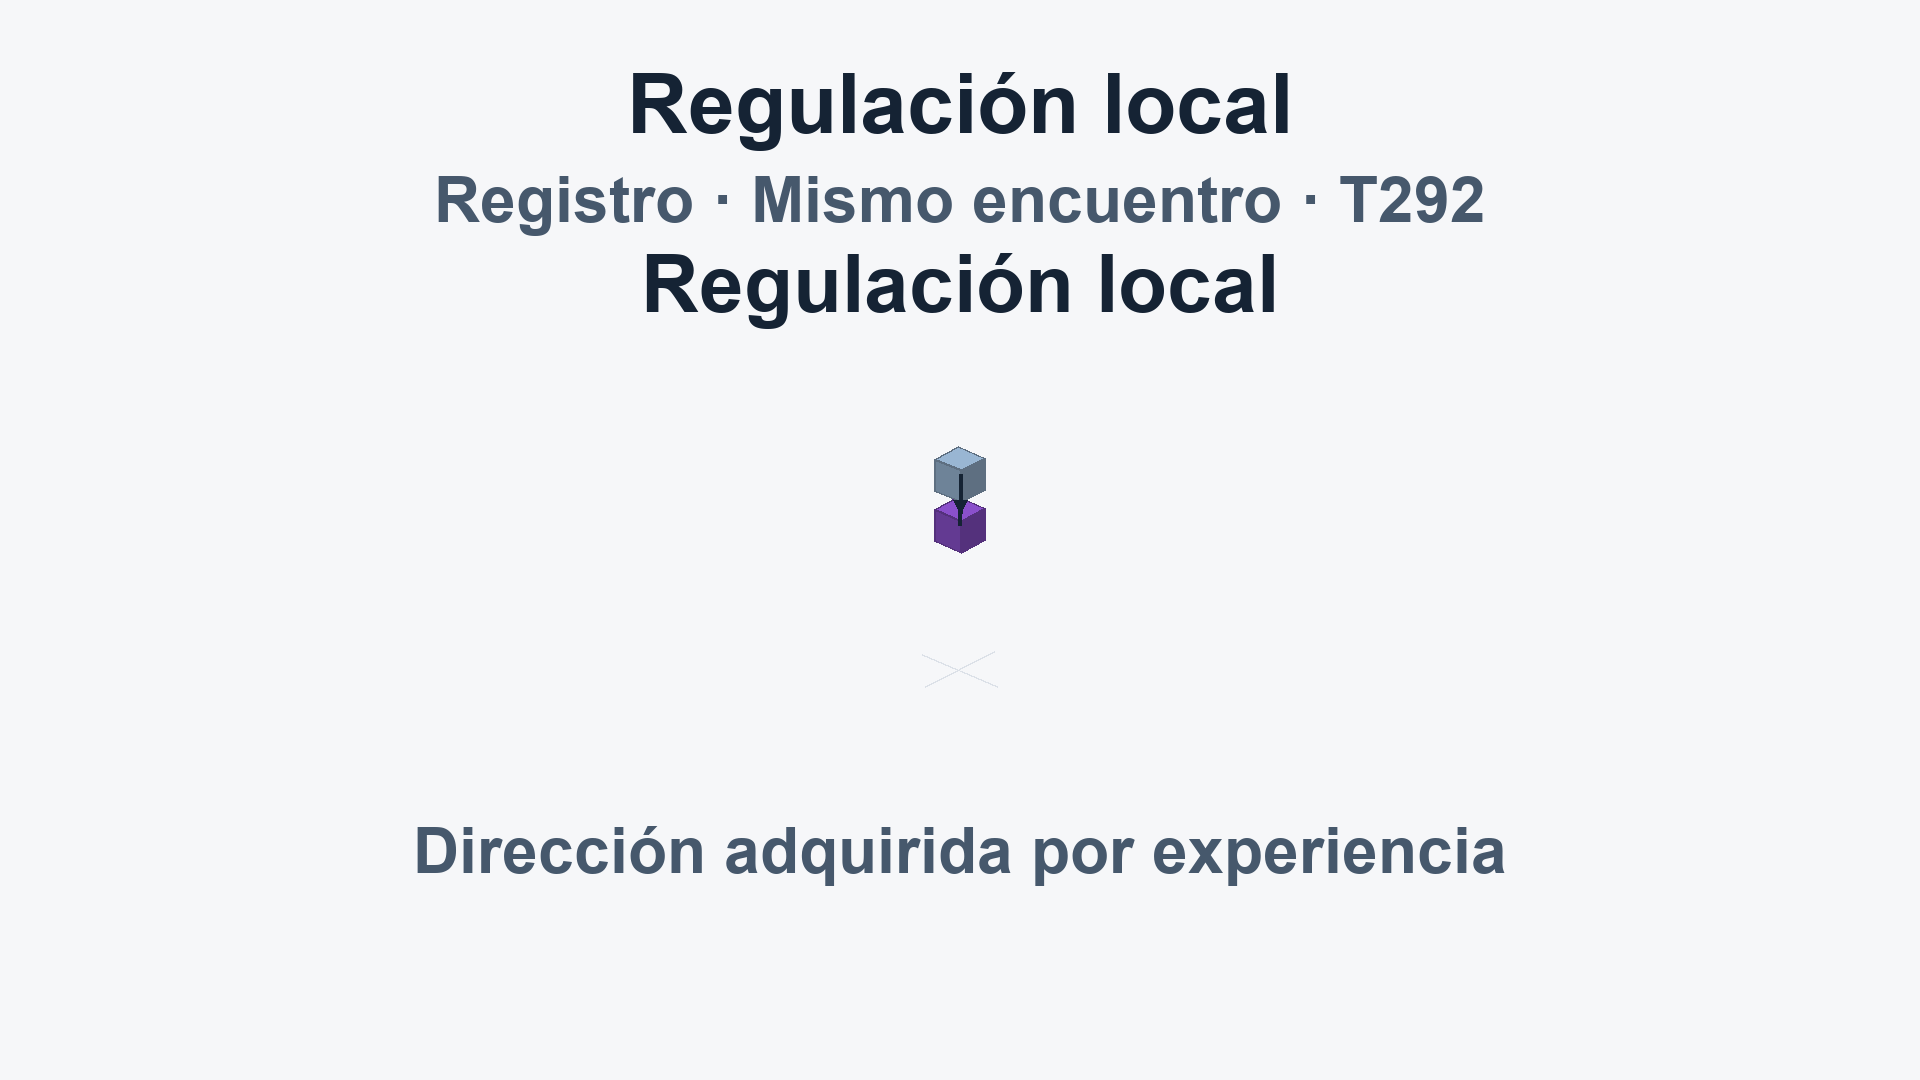 Regulación local
Registro · Mismo encuentro · T292
Regulación local
Dirección adquirida por experiencia